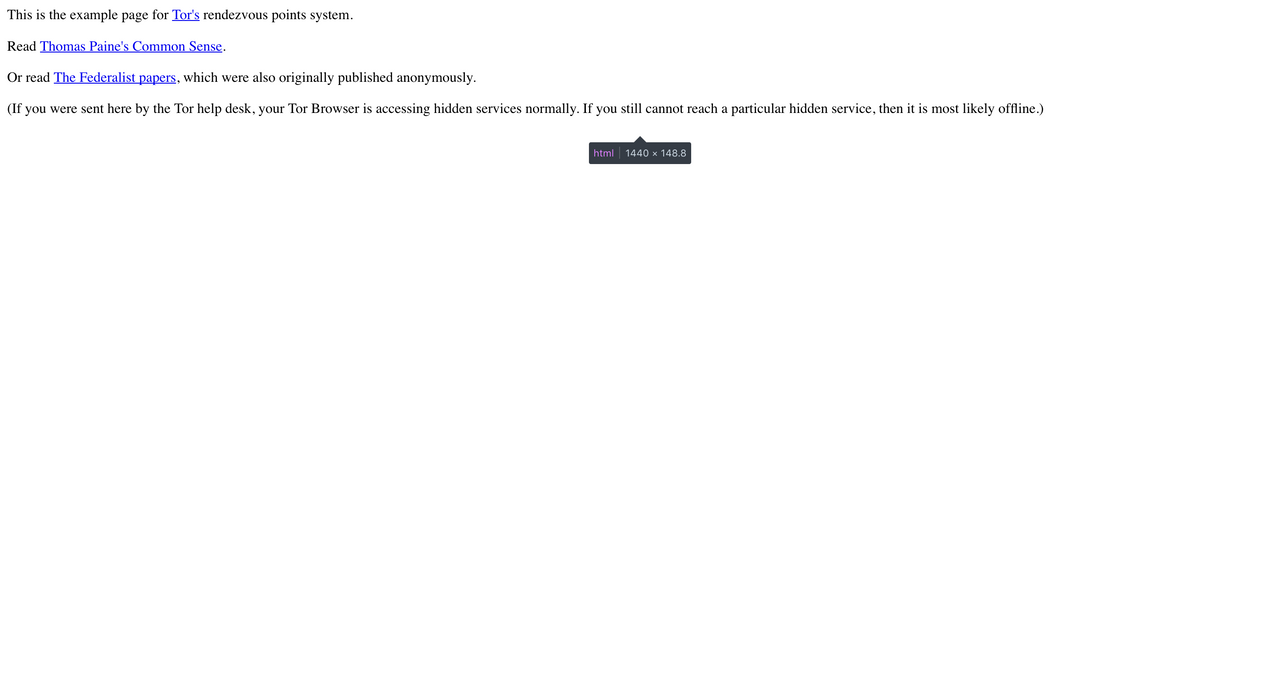 This is the example page for Tor's rendezvous points system.
Read Thomas Paine's Common Sense.
Or read The Federalist papers, which were also originally published anonymously.
(If you were sent here by the Tor help desk, your Tor Browser is accessing hidden services normally. If you still cannot reach a particular hidden service, then it is most likely offline.)
html | 1440 × 148.8